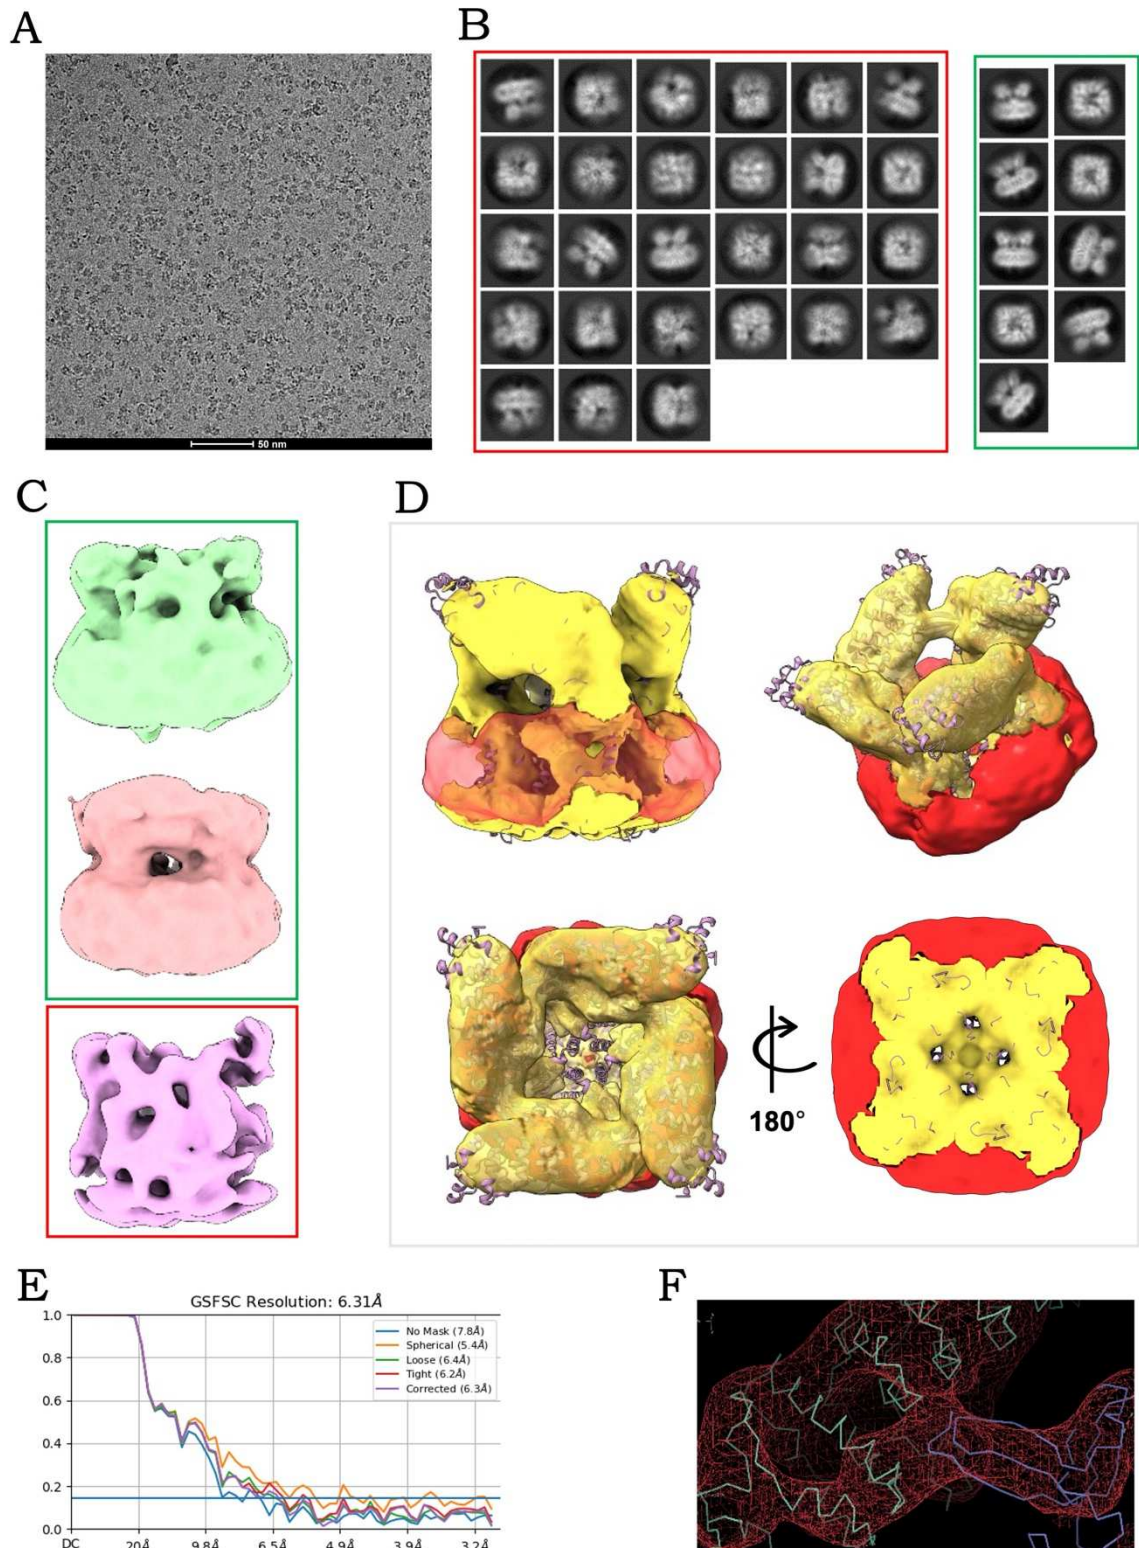 A
B
50 nm
C
D
180°
E
F
GSFSC Resolution: 6.31Å
No Mask (7.8Å)
Spherical (5.4Å)
Loose (6.4Å)
Tight (6.2Å)
Corrected (6.3Å)
1.0
0.8
0.6
0.4
0.2
0.0
DC 20Å 9.8Å 6.5Å 4.9Å 3.9Å 3.2Å